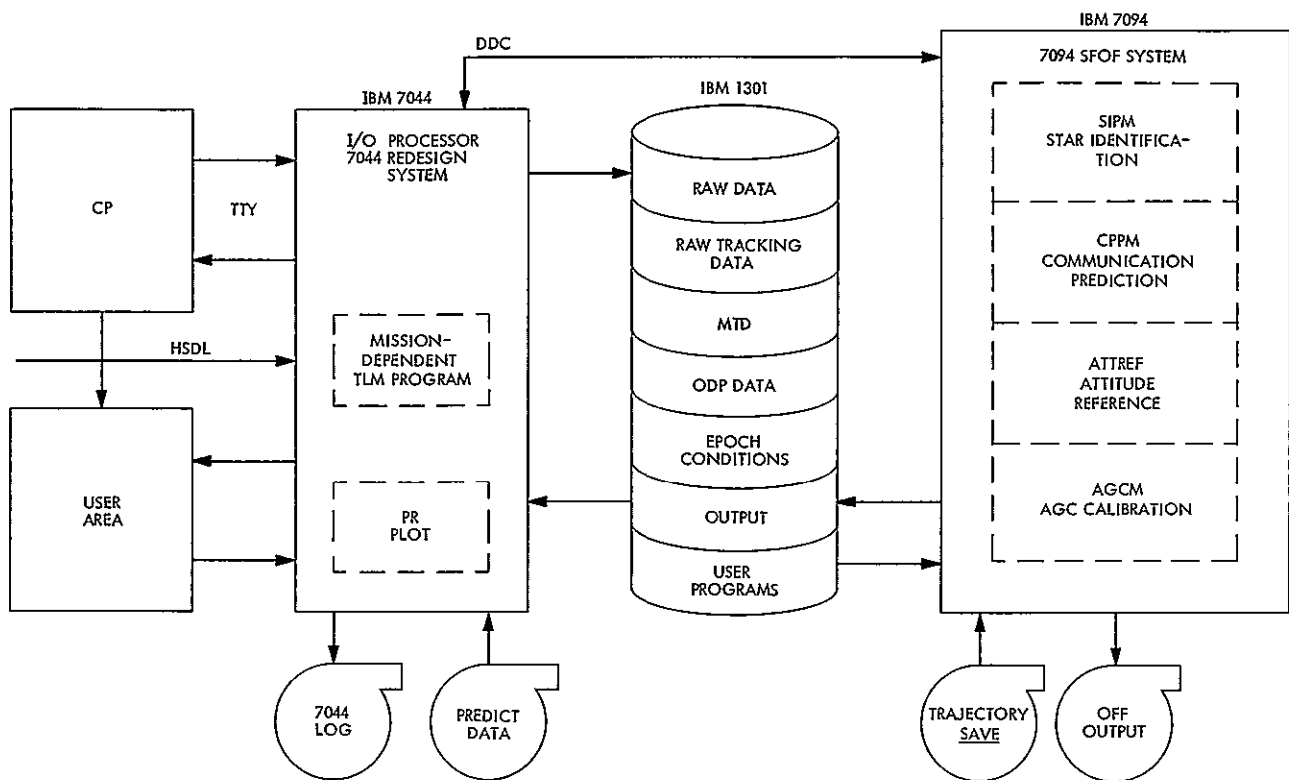 IBM 7094
DDC
7094 SFOF SYSTEM
IBM 1301
IBM 7044
I/O PROCESSOR
7044 REDESIGN
SYSTEM
SIPM
STAR IDENTIFICA-
TION
RAW DATA
CP
TTY
RAW TRACKING
DATA
CPPM
COMMUNICATION
PREDICTION
MTD
HSDL
MISSION-
DEPENDENT
TLM PROGRAM
ODP DATA
ATTREF
ATTITUDE
REFERENCE
EPOCH
CONDITIONS
USER
AREA
PR
PLOT
OUTPUT
AGCM
AGC CALIBRATION
USER
PROGRAMS
7044
LOG
PREDICT
DATA
TRAJECTORY
SAVE
OFF
OUTPUT